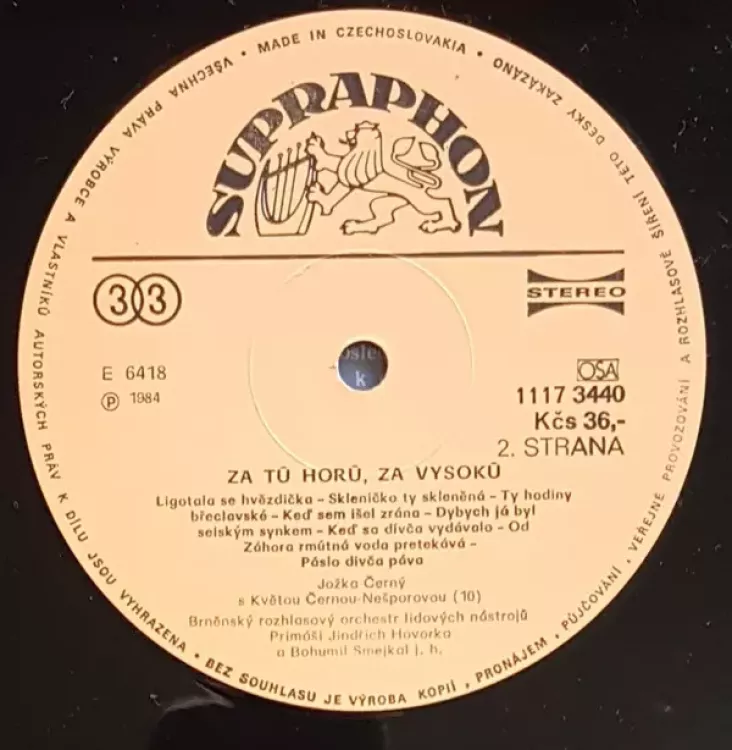 VŠECHNA PRÁVA VÝROBCE A VLASTNÍKŮ AUTORSKÝCH PRÁV K DÍLU JSOU VYHRAZENA • BEZ SOUHLASU JE VÝROBA KOPIÍ, PRONÁJEM, PŮJČOVÁNÍ, VEŘEJNÉ PROVOZOVÁNÍ A ROZHLASOVÉ ŠÍŘENÍ TÉTO DESKY ZAKÁZÁNO • MADE IN CZECHOSLOVAKIA •
SUPRAPHON
33
STEREO
E 6418
Ⓟ 1984
OSA
1117 3440
Kčs 36,-
2. STRANA
ZA TÚ HORÚ, ZA VYSOKÚ
Ligotala se hvězdička – Skleničko ty skleněná – Ty hodiny
břeclavské – Keď sem išel zrána – Dybych já byl
selským synkem – Keď sa dívča vydávalo – Od
Záhora rmútná voda pretekává –
Páslo dívča páva
Jožka Černý
s Květou Černou-Nešporovou (10)
Brněnský rozhlasový orchestr lidových nástrojů
Primáši Jindřich Hovorka
a Bohumil Smejkal j. h.